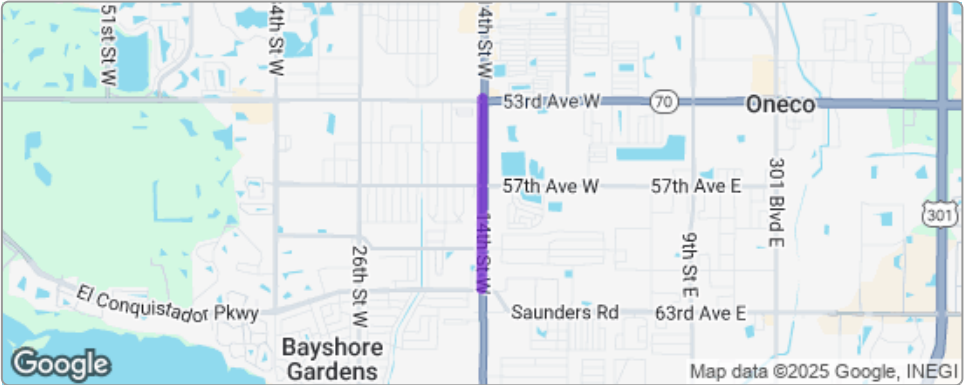 51st St W
4th St W
4th St W
53rd Ave W
70
Oneco
57th Ave W
57th Ave E
301 Blvd E
301
14th St W
26th St W
9th St E
El Conquistador Pkwy
Saunders Rd
63rd Ave E
Bayshore
Gardens
Google
Map data ©2025 Google, INEGI